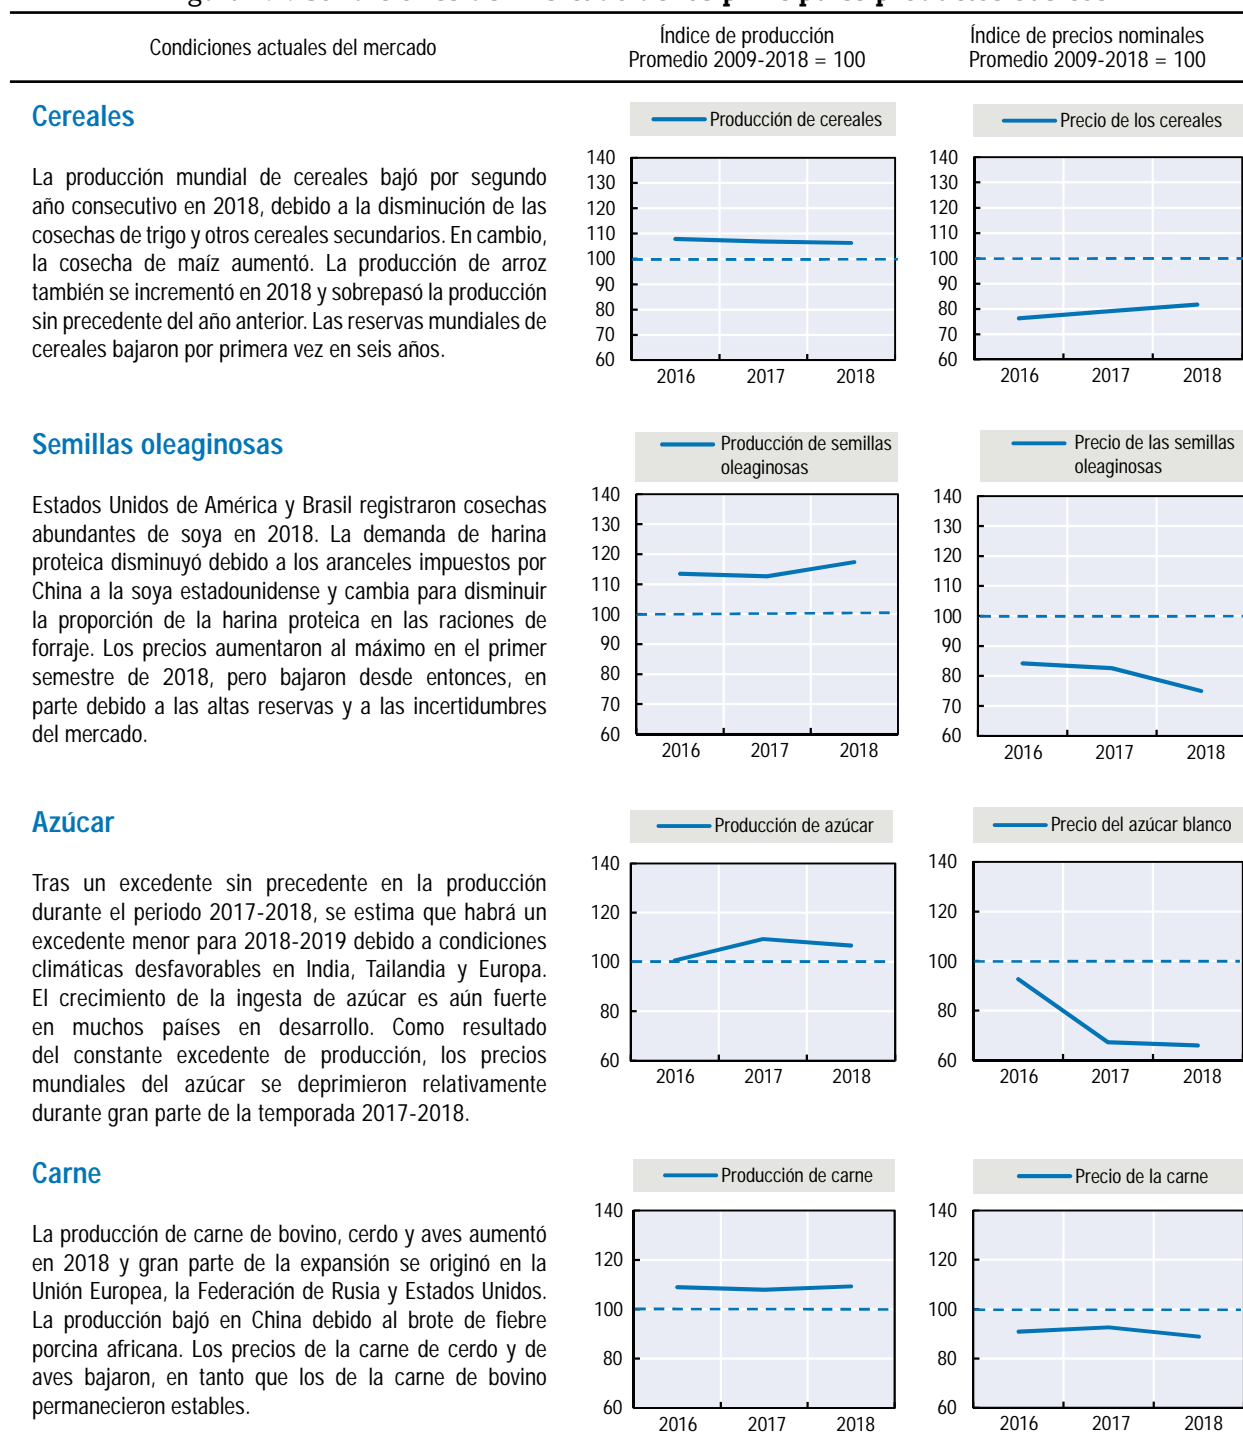 Condiciones actuales del mercado
Índice de producción
Promedio 2009-2018 = 100
Índice de precios nominales
Promedio 2009-2018 = 100
Cereales
La producción mundial de cereales bajó por segundo
año consecutivo en 2018, debido a la disminución de las
cosechas de trigo y otros cereales secundarios. En cambio,
la cosecha de maíz aumentó. La producción de arroz
también se incrementó en 2018 y sobrepasó la producción
sin precedente del año anterior. Las reservas mundiales de
cereales bajaron por primera vez en seis años.
Producción de cereales
140
130
120
110
100
90
80
70
60
2016 2017 2018
Precio de los cereales
140
130
120
110
100
90
80
70
60
2016 2017 2018
Semillas oleaginosas
Estados Unidos de América y Brasil registraron cosechas
abundantes de soya en 2018. La demanda de harina
proteica disminuyó debido a los aranceles impuestos por
China a la soya estadounidense y cambia para disminuir
la proporción de la harina proteica en las raciones de
forraje. Los precios aumentaron al máximo en el primer
semestre de 2018, pero bajaron desde entonces, en
parte debido a las altas reservas y a las incertidumbres
del mercado.
Producción de semillas
oleaginosas
140
130
120
110
100
90
80
70
60
2016 2017 2018
Precio de las semillas
oleaginosas
140
130
120
110
100
90
80
70
60
2016 2017 2018
Azúcar
Tras un excedente sin precedente en la producción
durante el periodo 2017-2018, se estima que habrá un
excedente menor para 2018-2019 debido a condiciones
climáticas desfavorables en India, Tailandia y Europa.
El crecimiento de la ingesta de azúcar es aún fuerte
en muchos países en desarrollo. Como resultado
del constante excedente de producción, los precios
mundiales del azúcar se deprimieron relativamente
durante gran parte de la temporada 2017-2018.
Producción de azúcar
140
120
100
80
60
2016 2017 2018
Precio del azúcar blanco
140
120
100
80
60
2016 2017 2018
Carne
La producción de carne de bovino, cerdo y aves aumentó
en 2018 y gran parte de la expansión se originó en la
Unión Europea, la Federación de Rusia y Estados Unidos.
La producción bajó en China debido al brote de fiebre
porcina africana. Los precios de la carne de cerdo y de
aves bajaron, en tanto que los de la carne de bovino
permanecieron estables.
Producción de carne
140
120
100
80
60
2016 2017 2018
Precio de la carne
140
120
100
80
60
2016 2017 2018